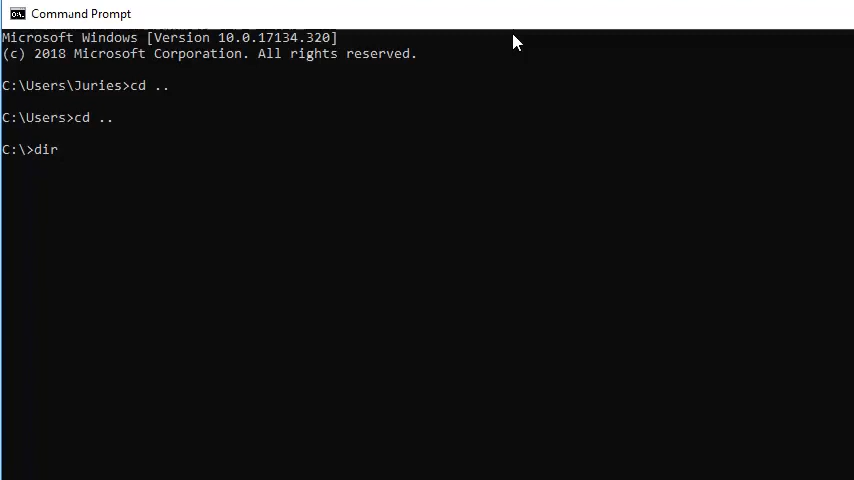 Command Prompt
Microsoft Windows [Version 10.0.17134.320]
(c) 2018 Microsoft Corporation. All rights reserved.
C:\Users\Juries>cd ..
C:\Users>cd ..
C:\>dir